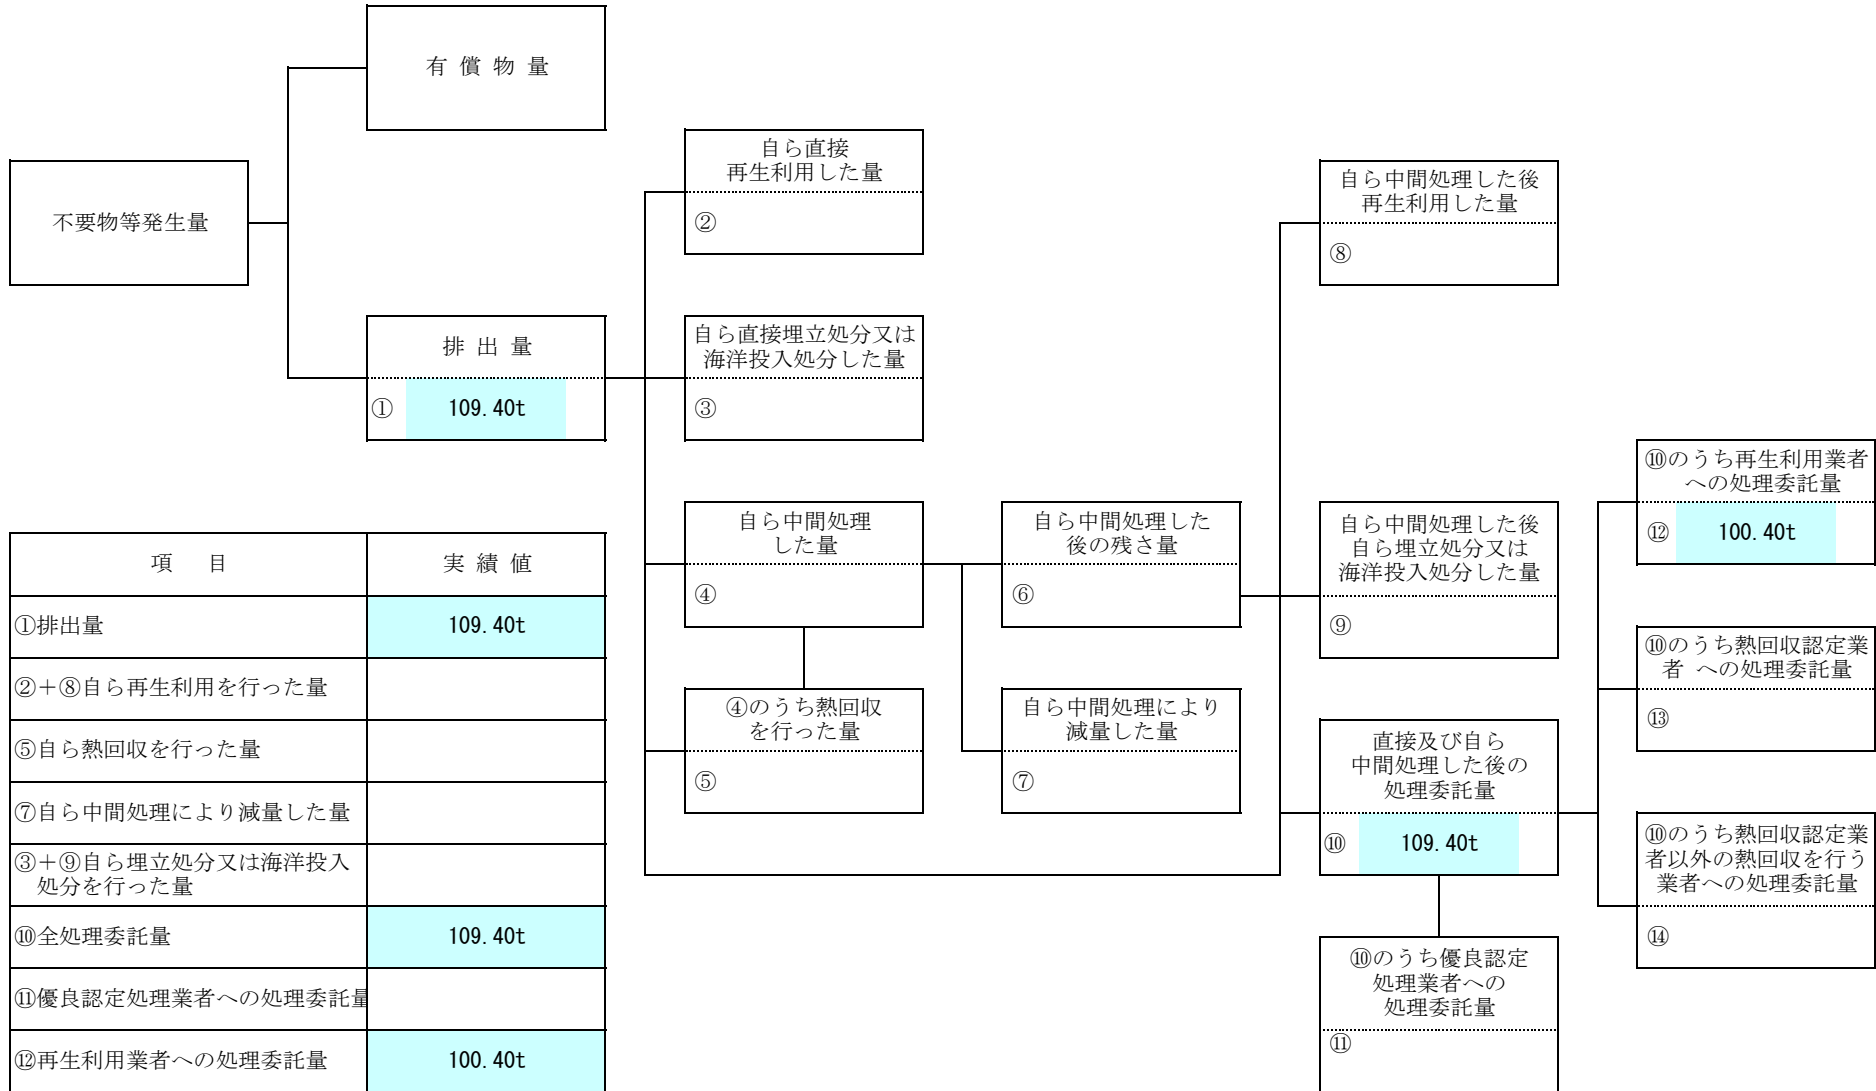 有 償 物 量
不要物等発生量
排 出 量
① 109.40t
自ら直接
再生利用した量
②
自ら直接埋立処分又は
海洋投入処分した量
③
自ら中間処理
した量
④
④のうち熱回収
を行った量
⑤
自ら中間処理した
後の残さ量
⑥
自ら中間処理により
減量した量
⑦
自ら中間処理した後
再生利用した量
⑧
自ら中間処理した後
自ら埋立処分又は
海洋投入処分した量
⑨
直接及び自ら
中間処理した後の
処理委託量
⑩ 109.40t
⑩のうち優良認定
処理業者への
処理委託量
⑪
⑩のうち再生利用業者
への処理委託量
⑫ 100.40t
⑩のうち熱回収認定業
者 への処理委託量
⑬
⑩のうち熱回収認定業
者以外の熱回収を行う
業者への処理委託量
⑭
項 目 実 績 値
①排出量 109.40t
②+⑧自ら再生利用を行った量
⑤自ら熱回収を行った量
⑦自ら中間処理により減量した量
③+⑨自ら埋立処分又は海洋投入
処分を行った量
⑩全処理委託量 109.40t
⑪優良認定処理業者への処理委託量
⑫再生利用業者への処理委託量 100.40t